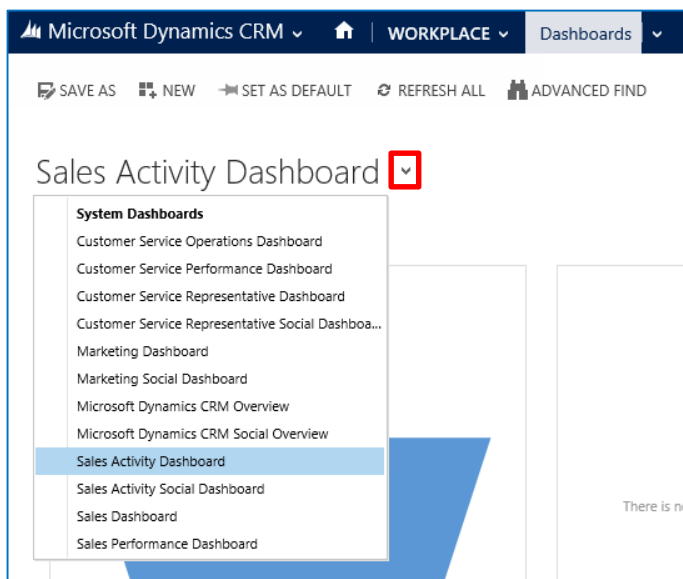 Microsoft Dynamics CRM WORKPLACE Dashboards
SAVE AS NEW SET AS DEFAULT REFRESH ALL ADVANCED FIND
Sales Activity Dashboard
System Dashboards
Customer Service Operations Dashboard
Customer Service Performance Dashboard
Customer Service Representative Dashboard
Customer Service Representative Social Dashboa...
Marketing Dashboard
Marketing Social Dashboard
Microsoft Dynamics CRM Overview
Microsoft Dynamics CRM Social Overview
Sales Activity Dashboard
Sales Activity Social Dashboard
There is
Sales Dashboard
Sales Performance Dashboard